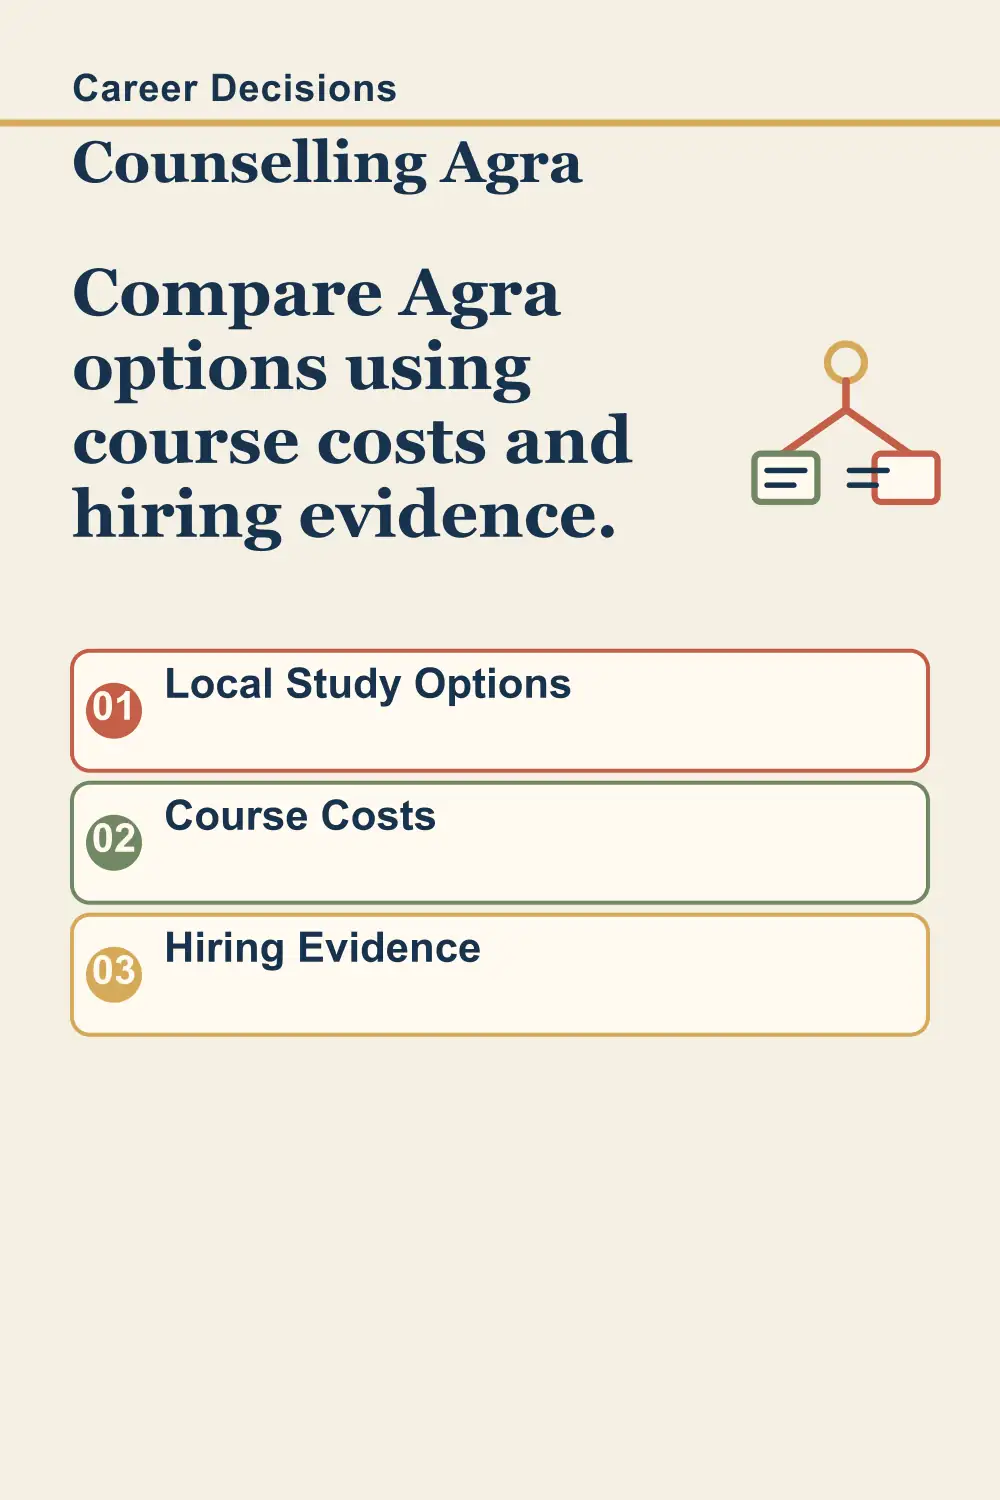 Career Decisions
Counselling Agra
Compare Agra
options using
course costs and
hiring evidence.
01
Local Study Options
02
Course Costs
03
Hiring Evidence